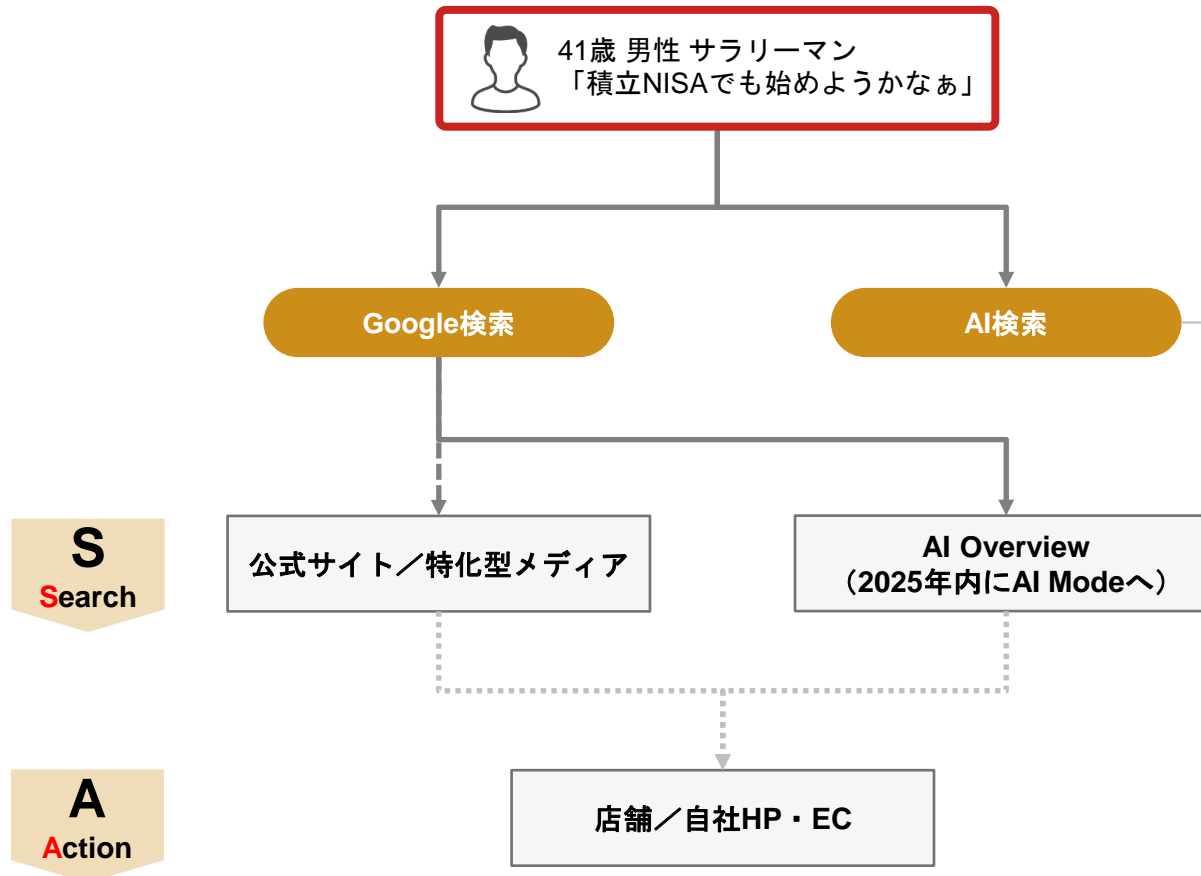 41歳 男性 サラリーマン
「積立NISAでも始めようかなぁ」
Google検索
AI検索
S
Search
公式サイト／特化型メディア
AI Overview
（2025年内にAI Modeへ）
A
Action
店舗／自社HP・EC